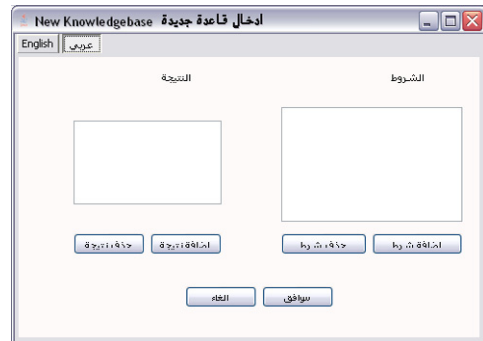 New Knowledgebase ادخال قاعدة جديدة
English عربي
الشروط النتيجة
اضافة شرط حذف شرط اضافة نتيجة حذف نتيجة
موافق الغاء